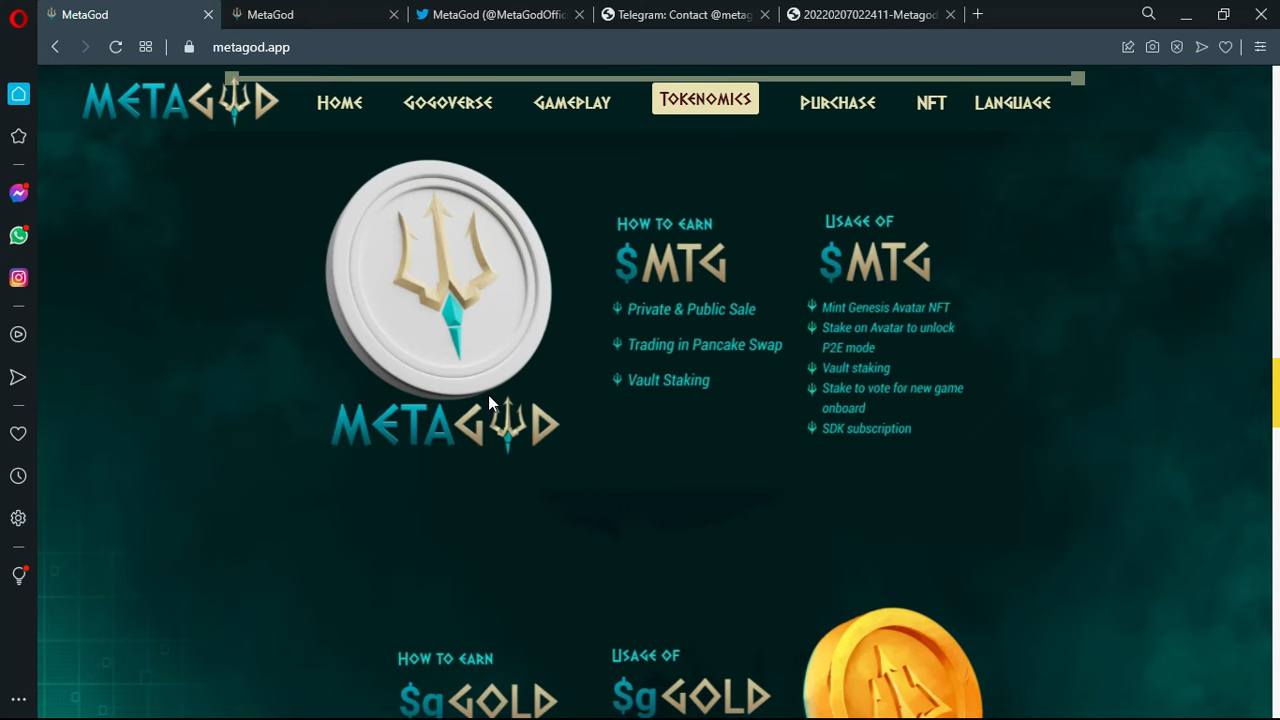 MetaGod
MetaGod
MetaGod (@MetaGodOffic
Telegram: Contact @metag
20220207022411-Metagod.
metagod.app
METAGOD
HOME
GOGOVERSE
GAMEPLAY
TOKENOMICS
PURCHASE
NFT
LANGUAGE
HOW TO EARN
$MTG
Private & Public Sale
Trading in Pancake Swap
Vault Staking
USAGE OF
$MTG
Mint Genesis Avatar NFT
Stake on Avatar to unlock
P2E mode
Vault staking
Stake to vote for new game
onboard
SDK subscription
METAGOD
HOW TO EARN
$gGOLD
USAGE OF
$gGOLD